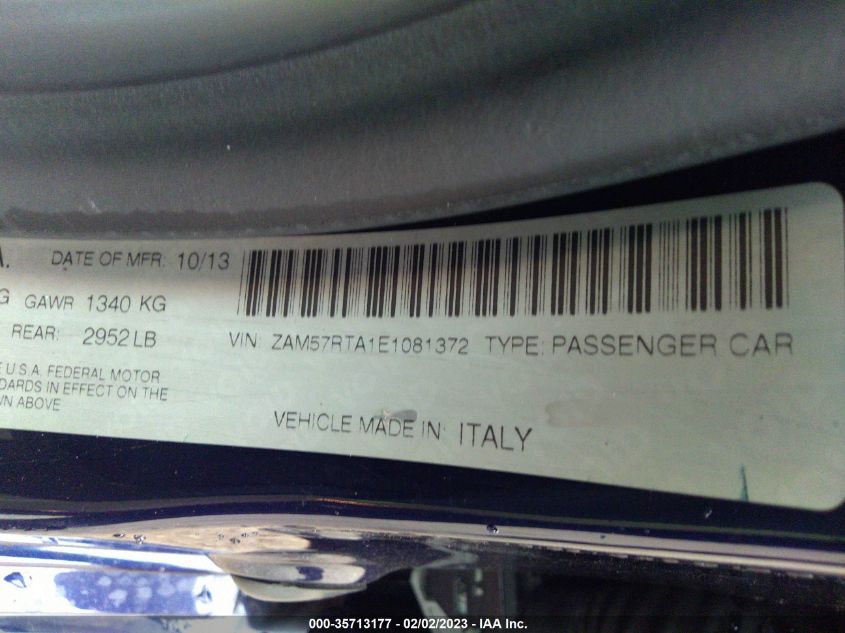 DATE OF MFR: 10/13
G GAWR 1340 KG
REAR: 2952 LB
VIN: ZAM57RTA1E1081372 TYPE: PASSENGER CAR
U.S.A. FEDERAL MOTOR
DARDS IN EFFECT ON THE
WN ABOVE
VEHICLE MADE IN: ITALY
000-35713177 - 02/02/2023 - IAA Inc.